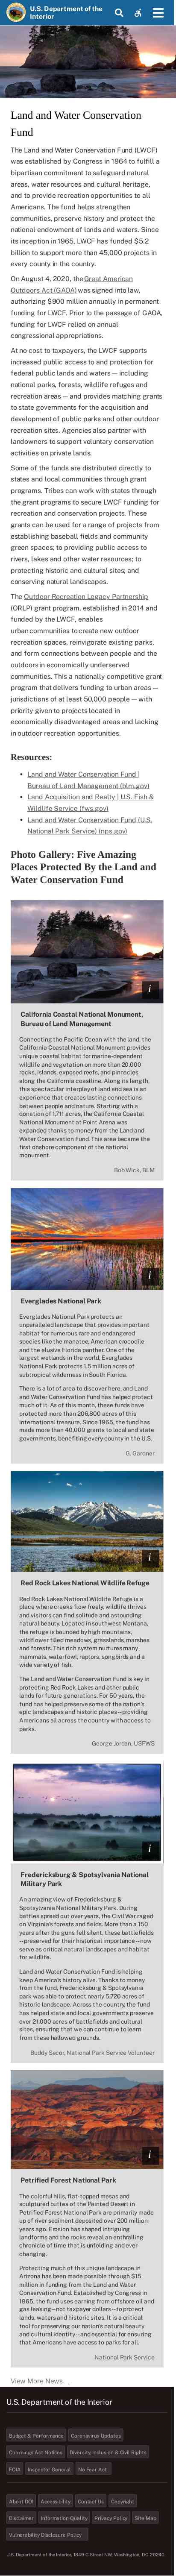 U.S. Department of the
Interior
Land and Water Conservation
Fund
The Land and Water Conservation Fund (LWCF)
was established by Congress in 1964 to fulfill a
bipartisan commitment to safeguard natural
areas, water resources and cultural heritage,
and to provide recreation opportunities to all
Americans. The fund helps strengthen
communities, preserve history and protect the
national endowment of lands and waters. Since
its inception in 1965, LWCF has funded $5.2
billion to support more than 45,000 projects in
every county in the country.
On August 4, 2020, the Great American
Outdoors Act (GAOA) was signed into law,
authorizing $900 million annually in permanent
funding for LWCF. Prior to the passage of GAOA,
funding for LWCF relied on annual
congressional appropriations.
At no cost to taxpayers, the LWCF supports
increased public access to and protection for
federal public lands and waters — including
national parks, forests, wildlife refuges and
recreation areas — and provides matching grants
to state governments for the acquisition and
development of public parks and other outdoor
recreation sites. Agencies also partner with
landowners to support voluntary conservation
activities on private lands.
Some of the funds are distributed directly to
states and local communities through grant
programs. Tribes can work with states through
the grant programs to secure LWCF funding for
recreation and conservation projects. These
grants can be used for a range of projects from
establishing baseball fields and community
green spaces; to providing public access to
rivers, lakes and other water resources; to
protecting historic and cultural sites; and
conserving natural landscapes.
The Outdoor Recreation Legacy Partnership
(ORLP) grant program, established in 2014 and
funded by the LWCF, enables
urban communities to create new outdoor
recreation spaces, reinvigorate existing parks,
and form connections between people and the
outdoors in economically underserved
communities. This a nationally competitive grant
program that delivers funding to urban areas —
jurisdictions of at least 50,000 people — with
priority given to projects located in
economically disadvantaged areas and lacking
in outdoor recreation opportunities.
Resources:
Land and Water Conservation Fund |
Bureau of Land Management (blm.gov)
Land Acquisition and Realty | U.S. Fish &
Wildlife Service (fws.gov)
Land and Water Conservation Fund (U.S.
National Park Service) (nps.gov)
Photo Gallery: Five Amazing
Places Protected By the Land and
Water Conservation Fund
i
California Coastal National Monument,
Bureau of Land Management
Connecting the Pacific Ocean with the land, the
California Coastal National Monument provides
unique coastal habitat for marine-dependent
wildlife and vegetation on more than 20,000
rocks, islands, exposed reefs, and pinnacles
along the California coastline. Along its length,
this spectacular interplay of land and sea is an
experience that creates lasting connections
between people and nature. Starting with a
donation of 1,711 acres, the California Coastal
National Monument at Point Arena was
expanded thanks to money from the Land and
Water Conservation Fund. This area became the
first onshore component of the national
monument.
Bob Wick, BLM
i
Everglades National Park
Everglades National Park protects an
unparalleled landscape that provides important
habitat for numerous rare and endangered
species like the manatee, American crocodile
and the elusive Florida panther. One of the
largest wetlands in the world, Everglades
National Park protects 1.5 million acres of
subtropical wilderness in South Florida.
There is a lot of area to discover here, and Land
and Water Conservation Fund has helped protect
much of it. As of this month, these funds have
protected more than 206,800 acres of this
international treasure. Since 1965, the fund has
made more than 40,000 grants to local and state
governments, benefiting every county in the U.S.
G. Gardner
i
Red Rock Lakes National Wildlife Refuge
Red Rock Lakes National Wildlife Refuge is a
place where creeks flow freely, wildlife thrives
and visitors are amazed by outstanding natural
beauty. Located in southwest Montana, the
refuge is bounded by high mountains,
wildflower filled meadows, grasslands, marshes
and forests. This rich system nurtures many
mammals, waterfowl, raptors, songbirds and a
wide variety of fish.
The Land and Water Conservation Fund is key in
protecting Red Rock Lakes and other public
lands for future generations. For 50 years, the
fund has helped preserve some of the nation's
epic landscapes and historic places—providing
Americans all across the country with access to
parks.
George Jordan, USFWS
i
Fredericksburg & Spotsylvania National
Military Park
An amazing view of Fredericksburg &
Spotsylvania National Military Park. During
battles spread out over years, the Civil War raged
on Virginia's fields and hills. More than a 150
years after the guns fell silent, these battlefields
—preserved for their historical importance—now
serve as critical natural landscapes and habitat
for wildlife.
Land and Water Conservation Fund is helping
keep America's history alive. Thanks to money
from the fund, Fredericksburg & Spotsylvania
park was able to protect nearly 5,720 acres of
historic landscape. Across the country, the fund
has helped state and local governments preserve
over 21,000 acres of battlefields and cultural
sites, ensuring that we can continue to learn
from these hallowed grounds.
Buddy Secor, National Park Service Volunteer
i
Petrified Forest National Park
The colorful hills, flat-topped mesas and
sculptured buttes of the Painted Desert in
Petrified Forest National Park are primarily made
up of river sediment deposited over 200 million
years ago. Erosion has shaped intriguing
landforms where the rocks reveal an enthralling
chronicle of time that is unfolding and ever-
changing.
Protecting much of this unique landscape in
Arizona has been made possible through $15
million in funding from the Land and Water
Conservation Fund. Established by Congress in
1965, the fund uses earning from offshore oil and
gas leasing—not taxpayer dollars—to protect
lands, waters and historic sites. It is a critical
tool for preserving our nation's natural beauty
and cultural identity—and ensuring that all
Americans have access to parks for all.
National Park Service
View More News
U.S. Department of the Interior
Budget & Performance
Coronavirus Updates
Cummings Act Notices
Diversity, Inclusion & Civil Rights
FOIA
Inspector General
No Fear Act
About DOI
Accessibility
Contact Us
Copyright
Disclaimer
Information Quality
Privacy Policy
Site Map
Vulnerability Disclosure Policy
U.S. Department of the Interior, 1849 C Street NW, Washington, DC 20240.